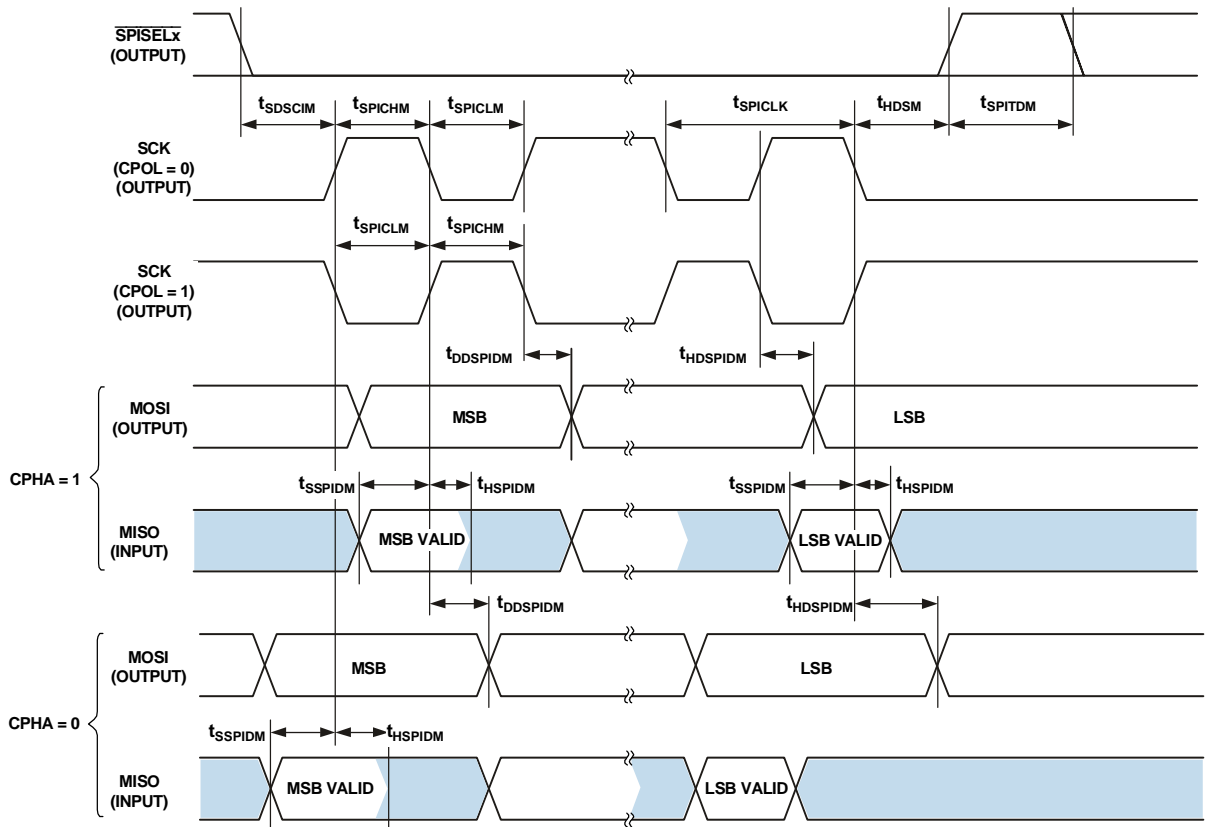 SPISELx
(OUTPUT)
tSDSCIM
tSPICHM
tSPICLM
tSPICLK
tHDSM
tSPITDM
SCK
(CPOL = 0)
(OUTPUT)
tSPICLM
tSPICHM
SCK
(CPOL = 1)
(OUTPUT)
tDDSPIDM
tHDSPIDM
CPHA = 1
MOSI
(OUTPUT)
MSB
LSB
tSSPIDM
tHSPIDM
tSSPIDM
tHSPIDM
MISO
(INPUT)
MSB VALID
LSB VALID
tDDSPIDM
tHDSPIDM
CPHA = 0
MOSI
(OUTPUT)
MSB
LSB
tSSPIDM
tHSPIDM
MISO
(INPUT)
MSB VALID
LSB VALID